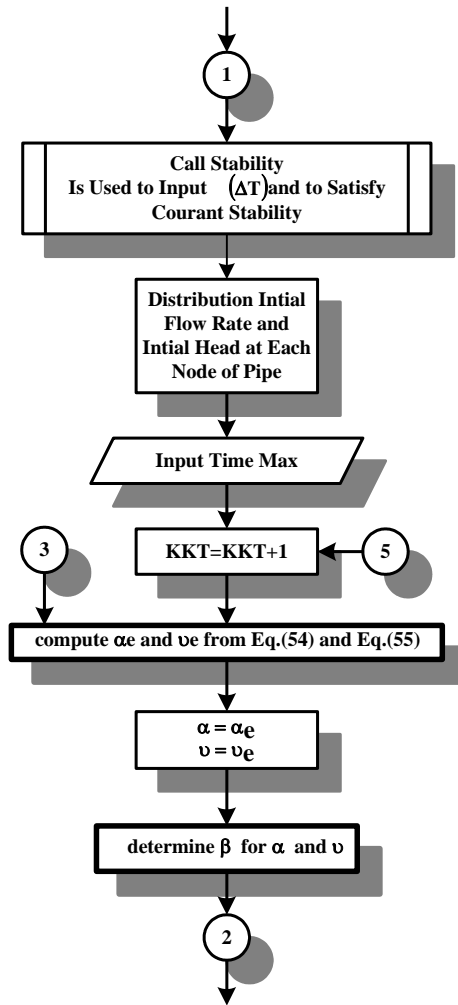 1
Call Stability
Is Used to Input (ΔT)and to Satisfy
Courant Stability
Distribution Intial
Flow Rate and
Intial Head at Each
Node of Pipe
Input Time Max
3
KKT=KKT+1
5
compute αe and υe from Eq.(54) and Eq.(55)
α = αe
υ = υe
determine β for α and υ
2